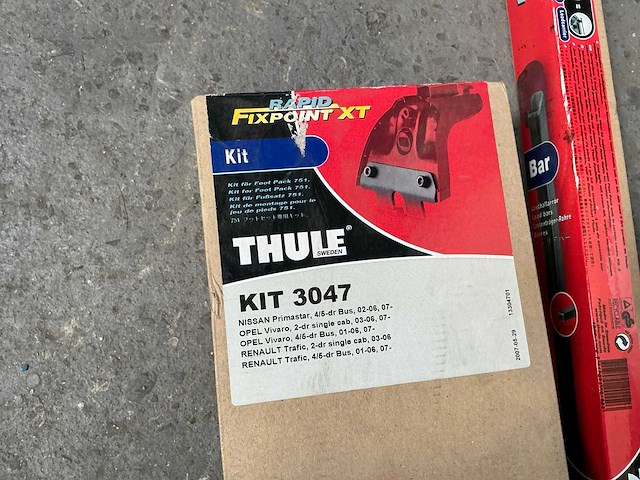 RAPID
FIXPOINT XT
Kit
Kit för Foot Pack 751.
Kit for Foot Pack 751.
Kit für Fußsatz 751.
Kit de montage pour le
jeu de pieds 751.
THULE®
SWEDEN
KIT 3047
NISSAN Primastar, 4/5-dr Bus, 02-06, 07-
OPEL Vivaro, 2-dr single cab, 03-06, 07-
OPEL Vivaro, 4/5-dr Bus, 01-06, 07-
RENAULT Trafic, 2-dr single cab, 03-06
RENAULT Trafic, 4/5-dr Bus, 01-06, 07-
13304701
2007-05-29
Bar